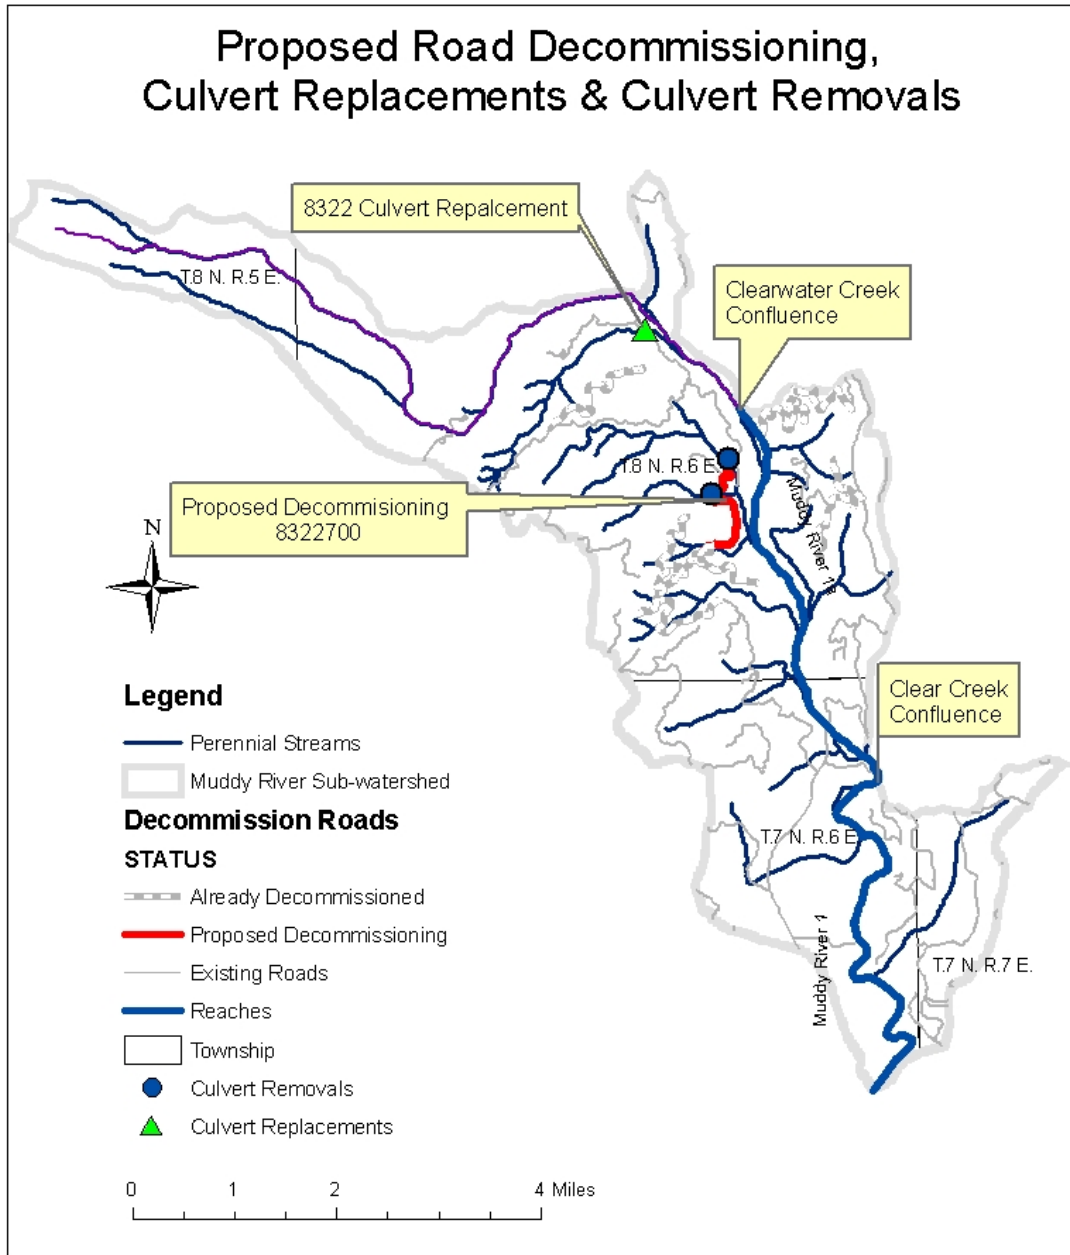 Proposed Road Decommissioning,
Culvert Replacements & Culvert Removals
8322 Culvert Repalcement
T.8 N. R.5 E.
Clearwater Creek
Confluence
T.8 N. R.6 E
Muddy River 1a
Proposed Decommisioning
8322700
N
Clear Creek
Confluence
Legend
Perennial Streams
Muddy River Sub-watershed
Decommission Roads
STATUS
Already Decommissioned
Proposed Decommissioning
Existing Roads
Reaches
Township
Culvert Removals
Culvert Replacements
T.7 N. R.6 E
Muddy River 1
T.7 N. R.7 E.
0 1 2 4 Miles